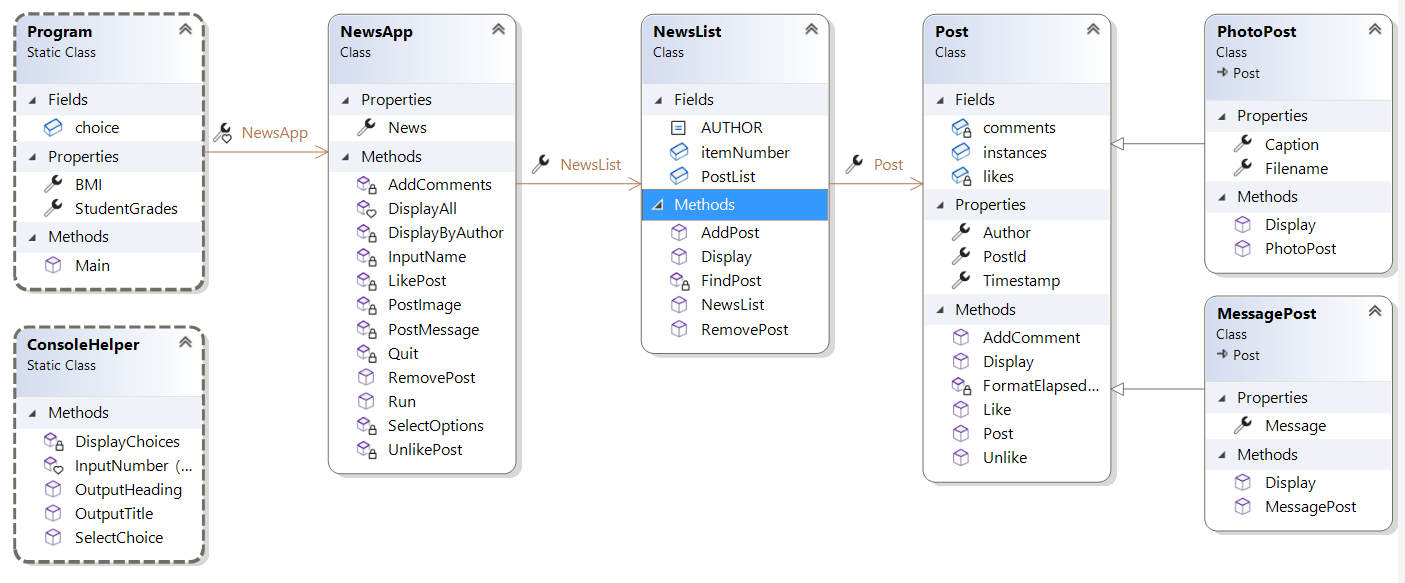 Program
Static Class
Fields
choice
Properties
BMI
StudentGrades
Methods
Main
ConsoleHelper
Static Class
Methods
DisplayChoices
InputNumber (...
OutputHeading
OutputTitle
SelectChoice
NewsApp
NewsApp
Class
Properties
News
Methods
AddComments
DisplayAll
DisplayByAuthor
InputName
LikePost
PostImage
PostMessage
Quit
RemovePost
Run
SelectOptions
UnlikePost
NewsList
NewsList
Class
Fields
AUTHOR
itemNumber
PostList
Methods
AddPost
Display
FindPost
NewsList
RemovePost
Post
Post
Class
Fields
comments
instances
likes
Properties
Author
PostId
Timestamp
Methods
AddComment
Display
FormatElapsed...
Like
Post
Unlike
PhotoPost
Class
Post
Properties
Caption
Filename
Methods
Display
PhotoPost
MessagePost
Class
Post
Properties
Message
Methods
Display
MessagePost